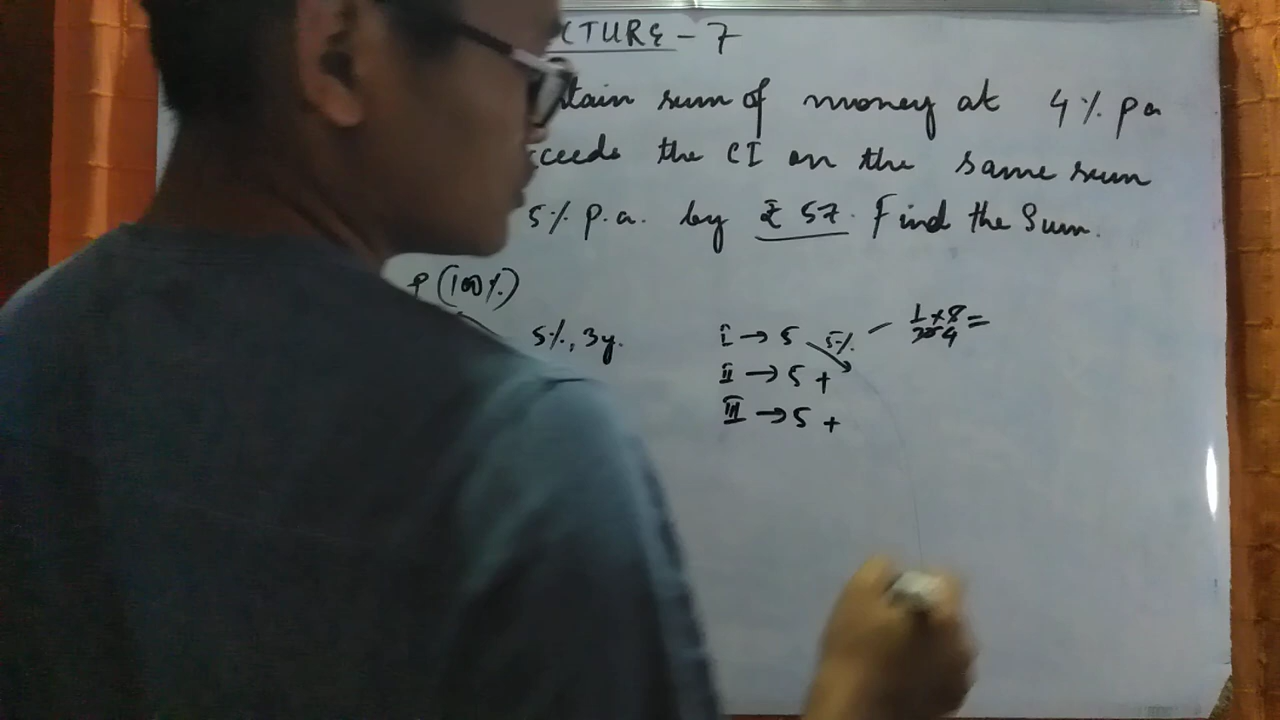 CTURE - 7
tain sum of money at 4% pa
ceeds the CI on the same sum
5% p.a. by ₹ 57. Find the Sum.
P (100%)
5%, 3y.
I → 5 5%
II → 5 +
III → 5 +